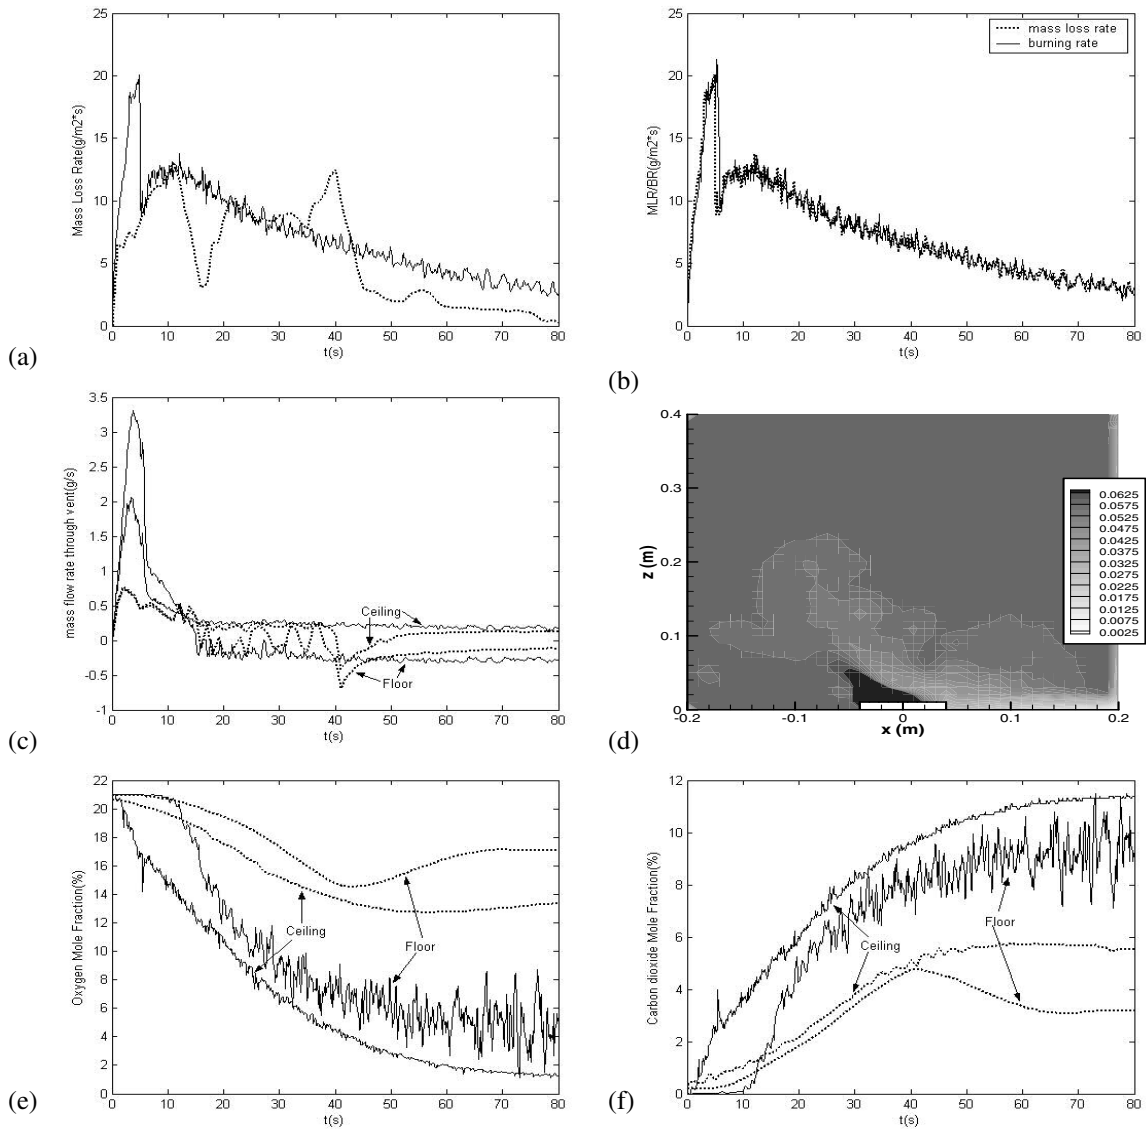 25
20
15
10
5
0
0 10 20 30 40 50 60 70 80
Mass Loss Rate(g/m2*s)
t(s)
(a)
25
20
15
10
5
0
0 10 20 30 40 50 60 70 80
MLR/BR(g/m2*s)
t(s)
mass loss rate
burning rate
(b)
3.5
3
2.5
2
1.5
1
0.5
0
-0.5
-1
0 10 20 30 40 50 60 70 80
mass flow rate through vent(g/s)
t(s)
Ceiling
Floor
(c)
0.4
0.3
0.2
0.1
0
-0.2 -0.1 0 0.1 0.2
z (m)
x (m)
0.0625
0.0575
0.0525
0.0475
0.0425
0.0375
0.0325
0.0275
0.0225
0.0175
0.0125
0.0075
0.0025
(d)
22
20
18
16
14
12
10
8
6
4
2
0
0 10 20 30 40 50 60 70 80
Oxygen Mole Fraction(%)
t(s)
Ceiling
Floor
(e)
12
10
8
6
4
2
0
0 10 20 30 40 50 60 70 80
Carbon dioxide Mole Fraction(%)
t(s)
Ceiling
Floor
(f)